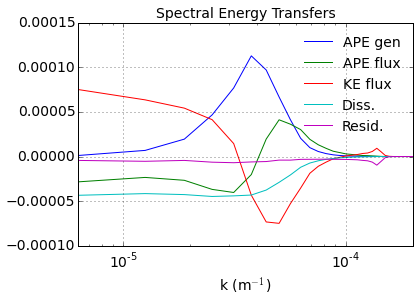 Spectral Energy Transfers
0.00015
0.00010
0.00005
0.00000
−0.00005
−0.00010
APE gen
APE flux
KE flux
Diss.
Resid.
10⁻⁵
10⁻⁴
k (m⁻¹)